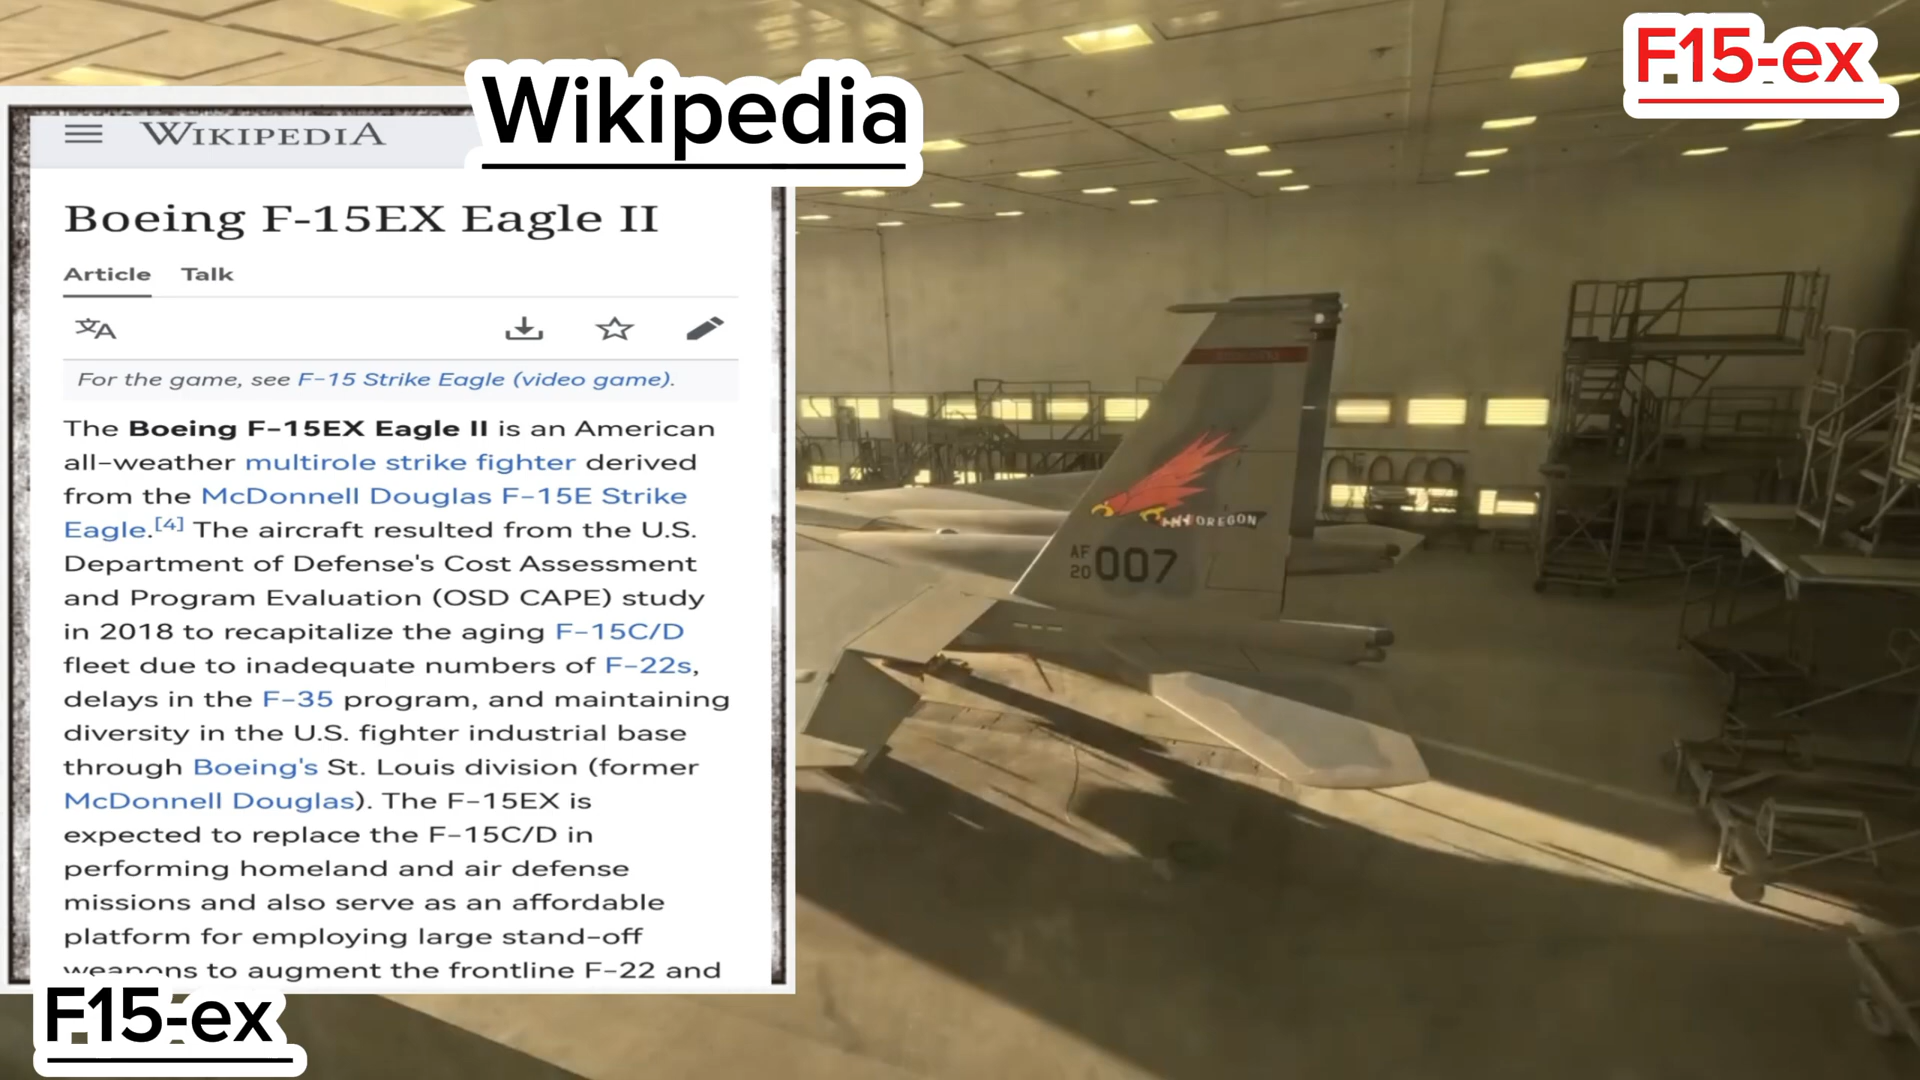 F15-ex
Wikipedia
WIKIPEDIA
Boeing F-15EX Eagle II
Article Talk
For the game, see F-15 Strike Eagle (video game).
The Boeing F-15EX Eagle II is an American
all-weather multirole strike fighter derived
from the McDonnell Douglas F-15E Strike
Eagle.[4] The aircraft resulted from the U.S.
Department of Defense's Cost Assessment
and Program Evaluation (OSD CAPE) study
in 2018 to recapitalize the aging F-15C/D
fleet due to inadequate numbers of F-22s,
delays in the F-35 program, and maintaining
diversity in the U.S. fighter industrial base
through Boeing's St. Louis division (former
McDonnell Douglas). The F-15EX is
expected to replace the F-15C/D in
performing homeland and air defense
missions and also serve as an affordable
platform for employing large stand-off
weapons to augment the frontline F-22 and
F15-ex
OREGON
AF
20 007